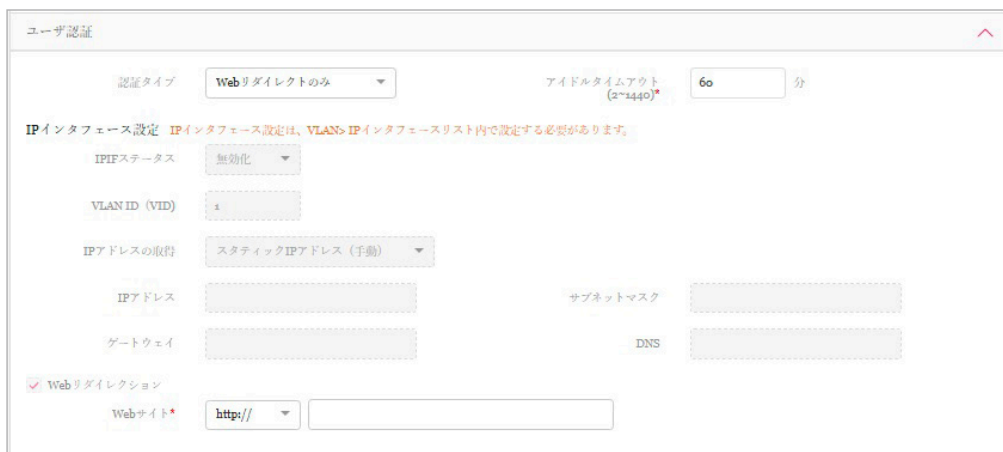 ユーザ認証
認証タイプ Webリダイレクトのみ アイドルタイムアウト (2~1440)* 60 分
IPインタフェース設定 IPインタフェース設定は、VLAN> IPインタフェースリスト内で設定する必要があります。
IPIFステータス 無効化
VLAN ID（VID） 1
IPアドレスの取得 スタティックIPアドレス（手動）
IPアドレス サブネットマスク
ゲートウェイ DNS
Webリダイレクション
Webサイト* http://